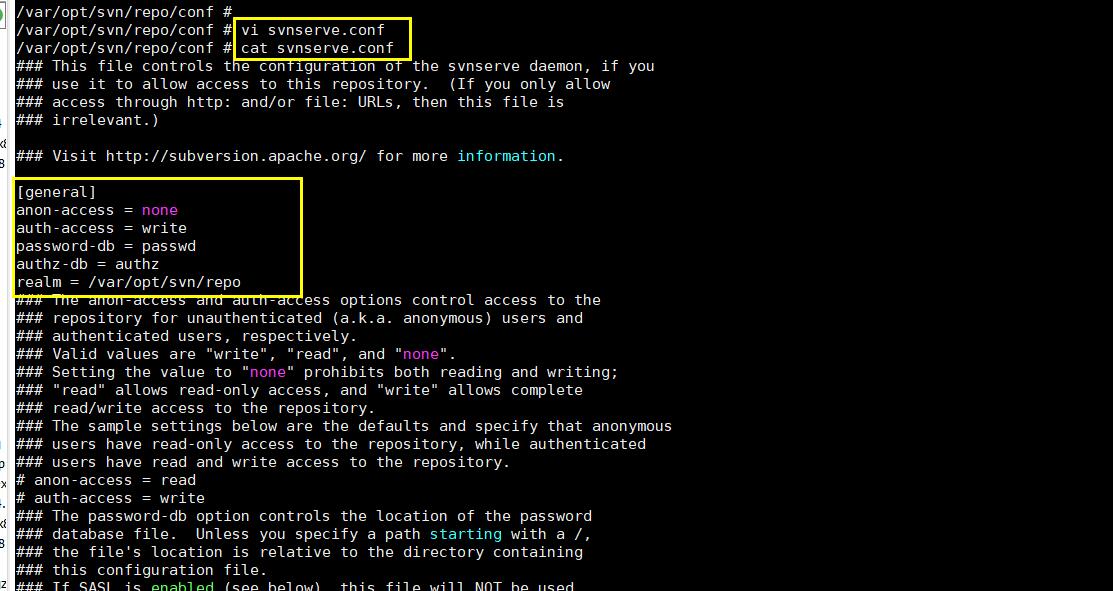 /var/opt/svn/repo/conf #
/var/opt/svn/repo/conf # vi svnserve.conf
/var/opt/svn/repo/conf # cat svnserve.conf
### This file controls the configuration of the svnserve daemon, if you
### use it to allow access to this repository.  (If you only allow
### access through http: and/or file: URLs, then this file is
### irrelevant.)
### Visit http://subversion.apache.org/ for more information.
[general]
anon-access = none
auth-access = write
password-db = passwd
authz-db = authz
realm = /var/opt/svn/repo
### The anon-access and auth-access options control access to the
### repository for unauthenticated (a.k.a. anonymous) users and
### authenticated users, respectively.
### Valid values are "write", "read", and "none".
### Setting the value to "none" prohibits both reading and writing;
### "read" allows read-only access, and "write" allows complete
### read/write access to the repository.
### The sample settings below are the defaults and specify that anonymous
### users have read-only access to the repository, while authenticated
### users have read and write access to the repository.
# anon-access = read
# auth-access = write
### The password-db option controls the location of the password
### database file.  Unless you specify a path starting with a /,
### the file's location is relative to the directory containing
### this configuration file.
### If SASL is enabled (see below), this file will NOT be used.